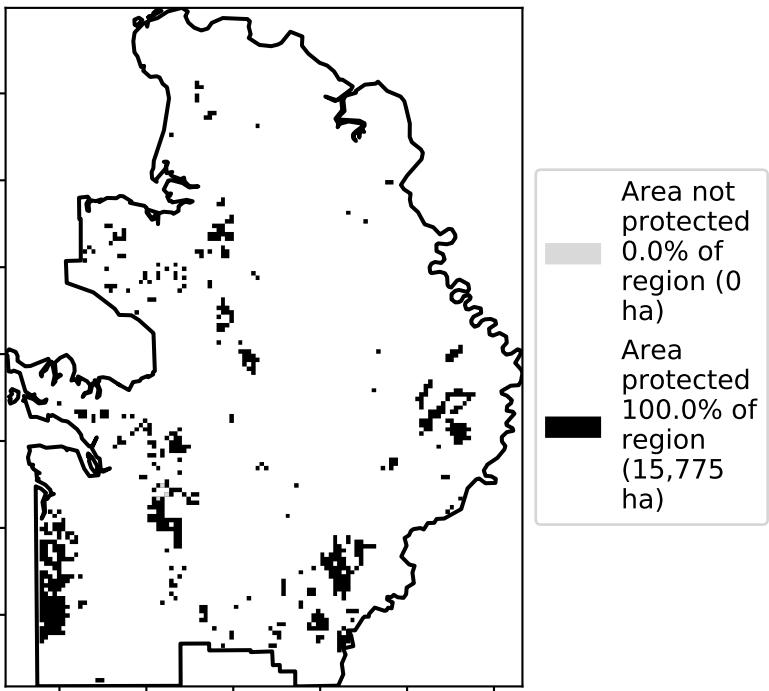 Area not
protected
0.0% of
region (0
ha)
Area
protected
100.0% of
region
(15,775
ha)